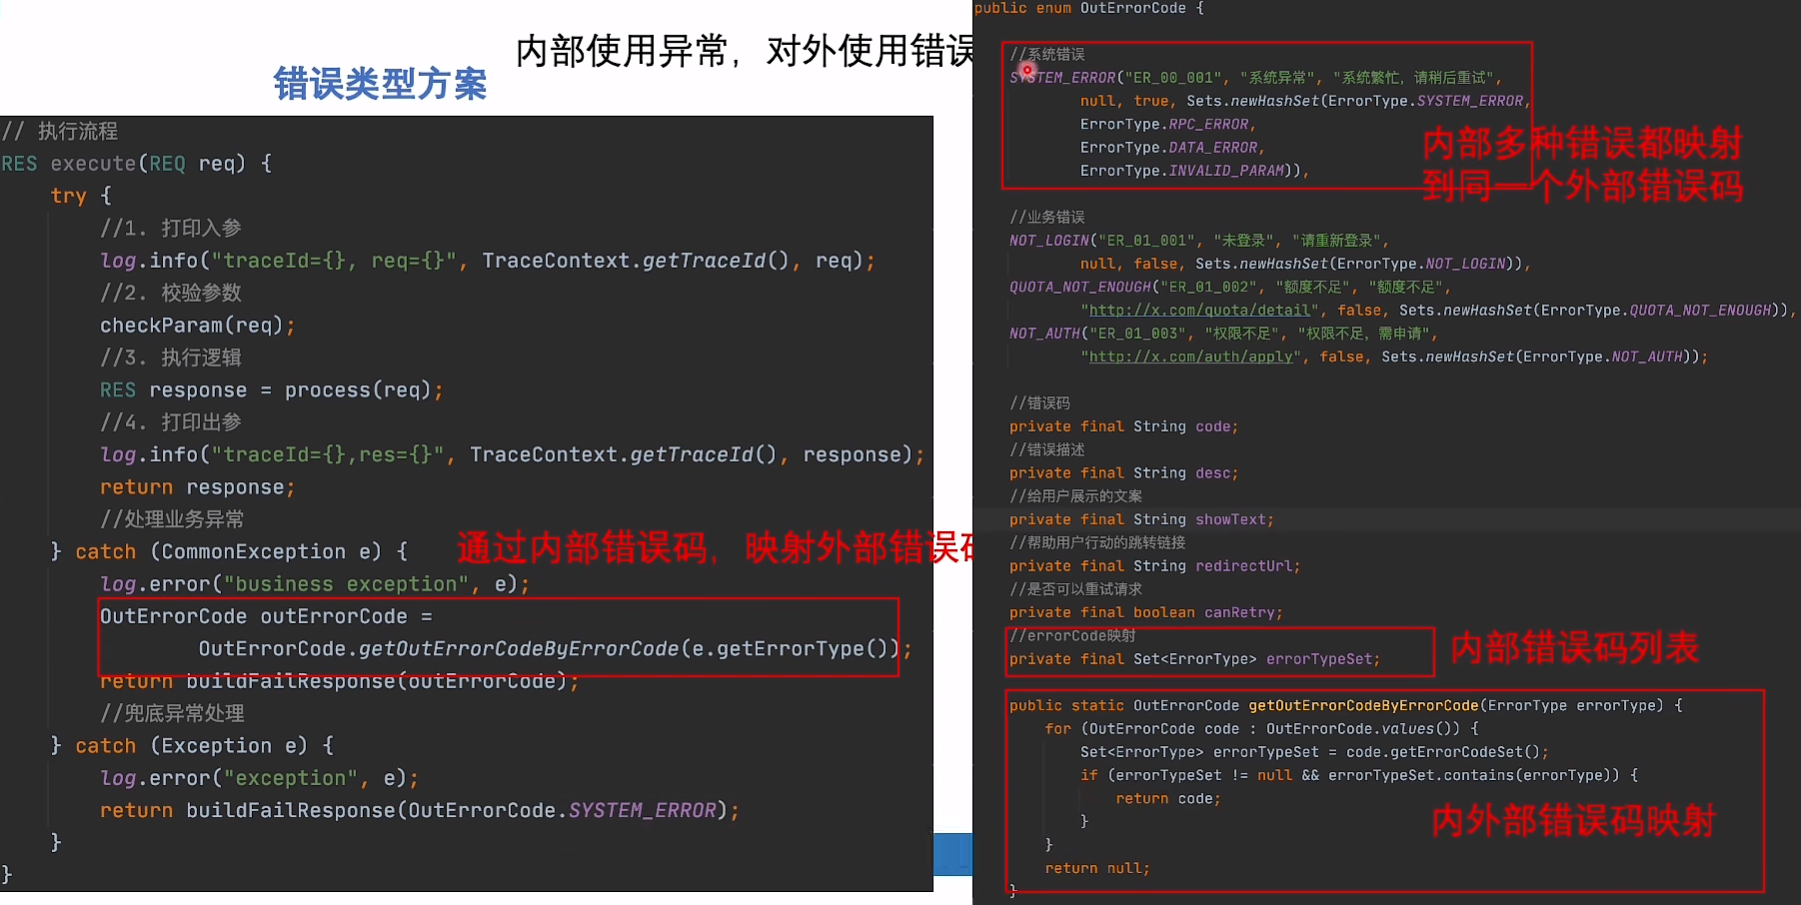 内部使用异常，对外使用错误
错误类型方案
// 执行流程
RES execute(REQ req) {
try {
//1. 打印入参
log.info("traceId={}, req={}", TraceContext.getTraceId(), req);
//2. 校验参数
checkParam(req);
//3. 执行逻辑
RES response = process(req);
//4. 打印出参
log.info("traceId={},res={}", TraceContext.getTraceId(), response);
return response;
//处理业务异常
} catch (CommonException e) {
通过内部错误码，映射外部错误码
log.error("business exception", e);
OutErrorCode outErrorCode =
OutErrorCode.getOutErrorCodeByErrorCode(e.getErrorType());
return buildFailResponse(outErrorCode);
//兜底异常处理
} catch (Exception e) {
log.error("exception", e);
return buildFailResponse(OutErrorCode.SYSTEM_ERROR);
}
}
public enum OutErrorCode {
//系统错误
SYSTEM_ERROR("ER_00_001", "系统异常", "系统繁忙，请稍后重试",
null, true, Sets.newHashSet(ErrorType.SYSTEM_ERROR,
ErrorType.RPC_ERROR,
ErrorType.DATA_ERROR,
ErrorType.INVALID_PARAM)),
内部多种错误都映射
到同一个外部错误码
//业务错误
NOT_LOGIN("ER_01_001", "未登录", "请重新登录",
null, false, Sets.newHashSet(ErrorType.NOT_LOGIN)),
QUOTA_NOT_ENOUGH("ER_01_002", "额度不足", "额度不足",
"http://x.com/quota/detail", false, Sets.newHashSet(ErrorType.QUOTA_NOT_ENOUGH)),
NOT_AUTH("ER_01_003", "权限不足", "权限不足，需申请",
"http://x.com/auth/apply", false, Sets.newHashSet(ErrorType.NOT_AUTH));
//错误码
private final String code;
//错误描述
private final String desc;
//给用户展示的文案
private final String showText;
//帮助用户行动的跳转链接
private final String redirectUrl;
//是否可以重试请求
private final boolean canRetry;
//errorCode映射
private final Set<ErrorType> errorTypeSet;
内部错误码列表
public static OutErrorCode getOutErrorCodeByErrorCode(ErrorType errorType) {
for (OutErrorCode code : OutErrorCode.values()) {
Set<ErrorType> errorTypeSet = code.getErrorCodeSet();
if (errorTypeSet != null && errorTypeSet.contains(errorType)) {
return code;
}
内外部错误码映射
}
return null;
}